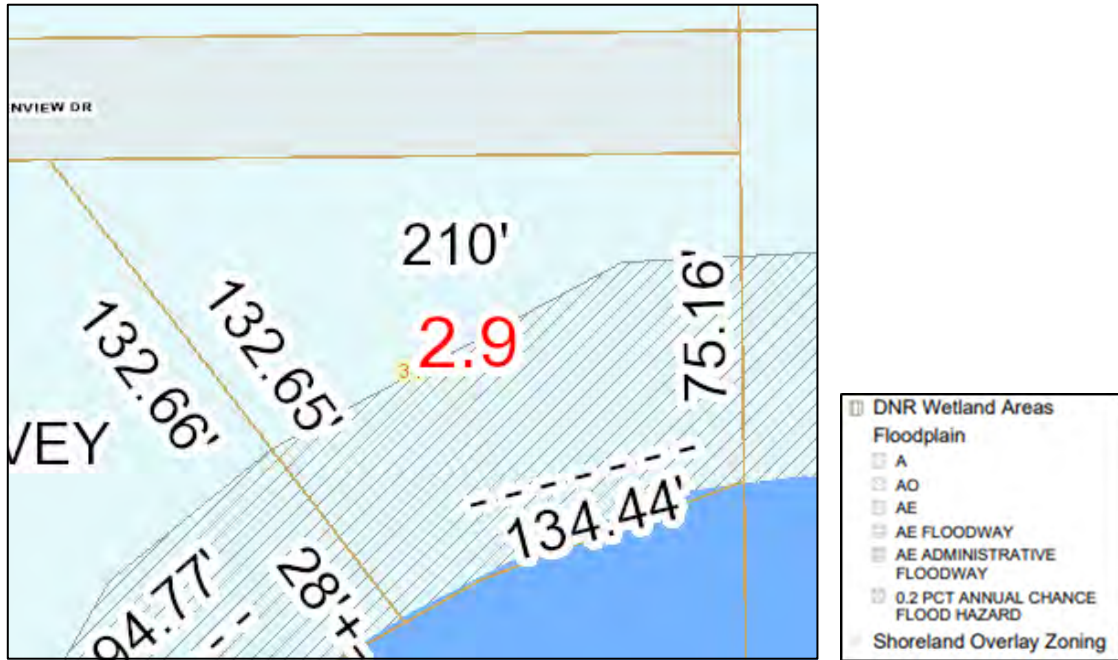 NVIEW DR
210'
75.16'
132.65'
132.66'
2.9
3
VEY
134.44'
28'+
94.77'
DNR Wetland Areas
Floodplain
A
AO
AE
AE FLOODWAY
AE ADMINISTRATIVE
FLOODWAY
0.2 PCT ANNUAL CHANCE
FLOOD HAZARD
Shoreland Overlay Zoning